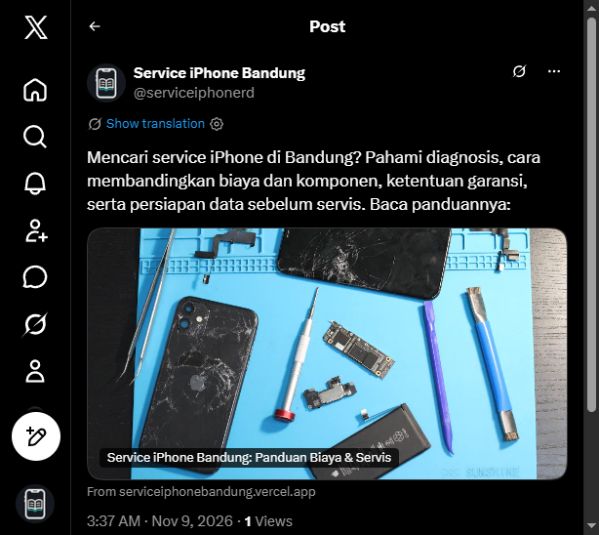 Post
Service iPhone Bandung
@serviceiphonerd
Show translation
Mencari service iPhone di Bandung? Pahami diagnosis, cara
membandingkan biaya dan komponen, ketentuan garansi,
serta persiapan data sebelum servis. Baca panduannya:
SUNSHINE
Service iPhone Bandung: Panduan Biaya & Servis
From serviceiphonebandung.vercel.app
3:37 AM · Nov 9, 2026 · 1 Views